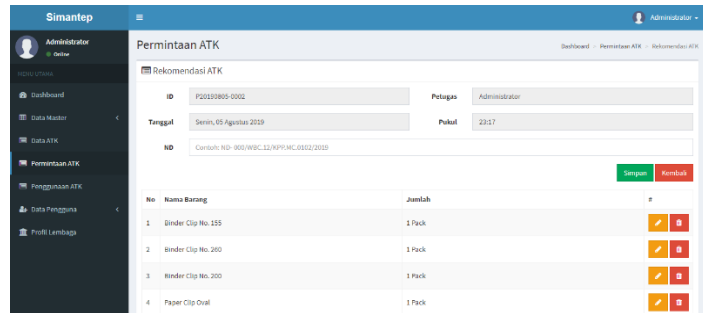 Simantep
Administrator
Administrator
Online
Permintaan ATK
Dashboard > Permintaan ATK > Rekomendasi ATK
MENU UTAMA
Dashboard
Data Master
Data ATK
Permintaan ATK
Penggunaan ATK
Data Pengguna
Profil Lembaga
Rekomendasi ATK
ID P20190805-0002 Petugas Administrator
Tanggal Senin, 05 Agustus 2019 Pukul 23:17
ND Contoh: ND- 800/WBC.12/KPP.MC.0102/2019
Simpan Kembali
No Nama Barang Jumlah #
1 Binder Clip No. 155 1 Pack
2 Binder Clip No. 260 1 Pack
3 Binder Clip No. 200 1 Pack
4 Paper Clip Oval 1 Pack